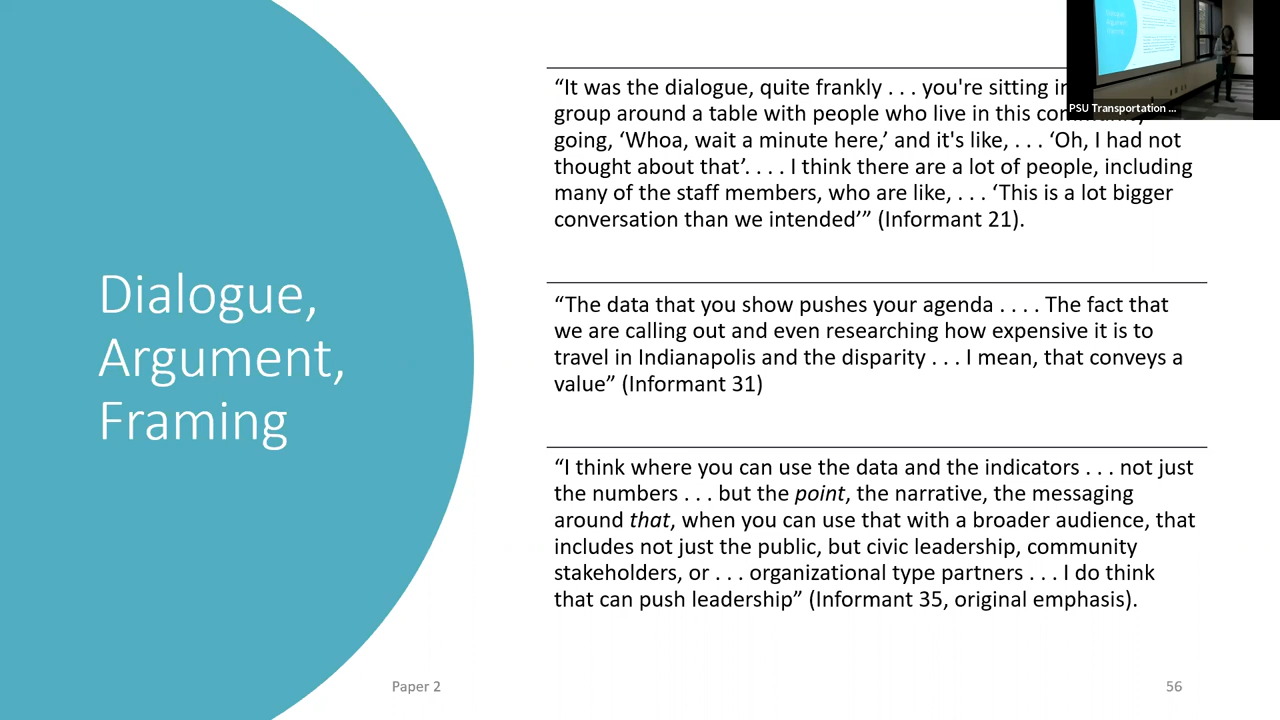 Dialogue,
Argument,
Framing
“It was the dialogue, quite frankly . . . you're sitting in
group around a table with people who live in this
going, ‘Whoa, wait a minute here,’ and it's like, . . . ‘Oh, I had not
thought about that’. . . . I think there are a lot of people, including
many of the staff members, who are like, . . . ‘This is a lot bigger
conversation than we intended’” (Informant 21).
“The data that you show pushes your agenda . . . . The fact that
we are calling out and even researching how expensive it is to
travel in Indianapolis and the disparity . . . I mean, that conveys a
value” (Informant 31)
“I think where you can use the data and the indicators . . . not just
the numbers . . . but the point, the narrative, the messaging
around that, when you can use that with a broader audience, that
includes not just the public, but civic leadership, community
stakeholders, or . . . organizational type partners . . . I do think
that can push leadership” (Informant 35, original emphasis).
Paper 2
56
PSU Transportation ...